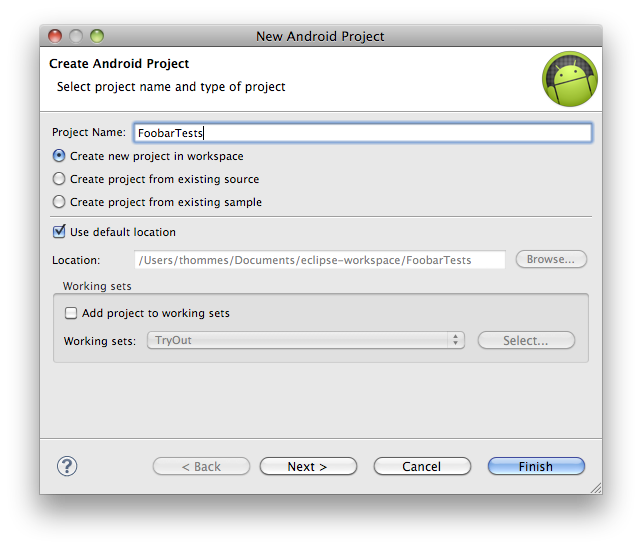 New Android Project
Create Android Project
Select project name and type of project
Project Name: FoobarTests
Create new project in workspace
Create project from existing source
Create project from existing sample
Use default location
Location: /Users/thommes/Documents/eclipse-workspace/FoobarTests Browse...
Working sets
Add project to working sets
Working sets: TryOut Select...
? < Back Next > Cancel Finish